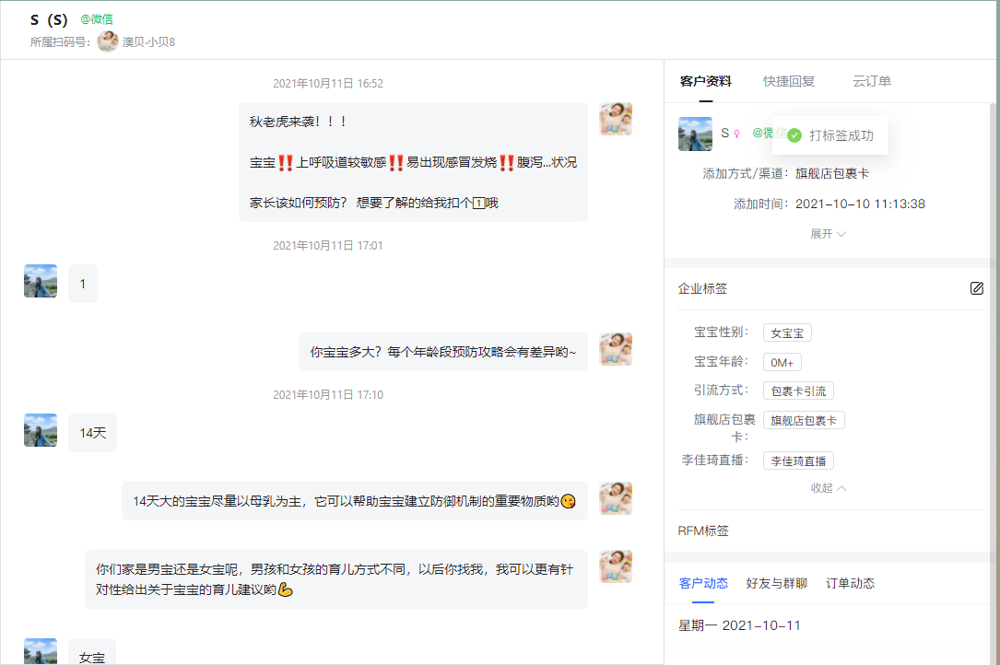 S（S） @微信
所属扫码号： 澳贝·小贝8
2021年10月11日 16:52
秋老虎来袭！！！
宝宝‼️上呼吸道较敏感‼️易出现感冒发烧‼️腹泻...状况
家长该如何预防？ 想要了解的给我扣个1️⃣哦
2021年10月11日 17:01
1
你宝宝多大？每个年龄段预防攻略会有差异哟~
2021年10月11日 17:10
14天
14天大的宝宝尽量以母乳为主，它可以帮助宝宝建立防御机制的重要物质哟😘
你们家是男宝还是女宝呢，男孩和女孩的育儿方式不同，以后你找我，我可以更有针
对性给出关于宝宝的育儿建议哟💪
女宝
客户资料 快捷回复 云订单
S♀ @微信
打标签成功
添加方式/渠道：旗舰店包裹卡
添加时间：2021-10-10 11:13:38
展开
企业标签
宝宝性别： 女宝宝
宝宝年龄： 0M+
引流方式： 包裹卡引流
旗舰店包裹 旗舰店包裹卡
卡：
李佳琦直播： 李佳琦直播
收起
RFM标签
客户动态 好友与群聊 订单动态
星期一 2021-10-11